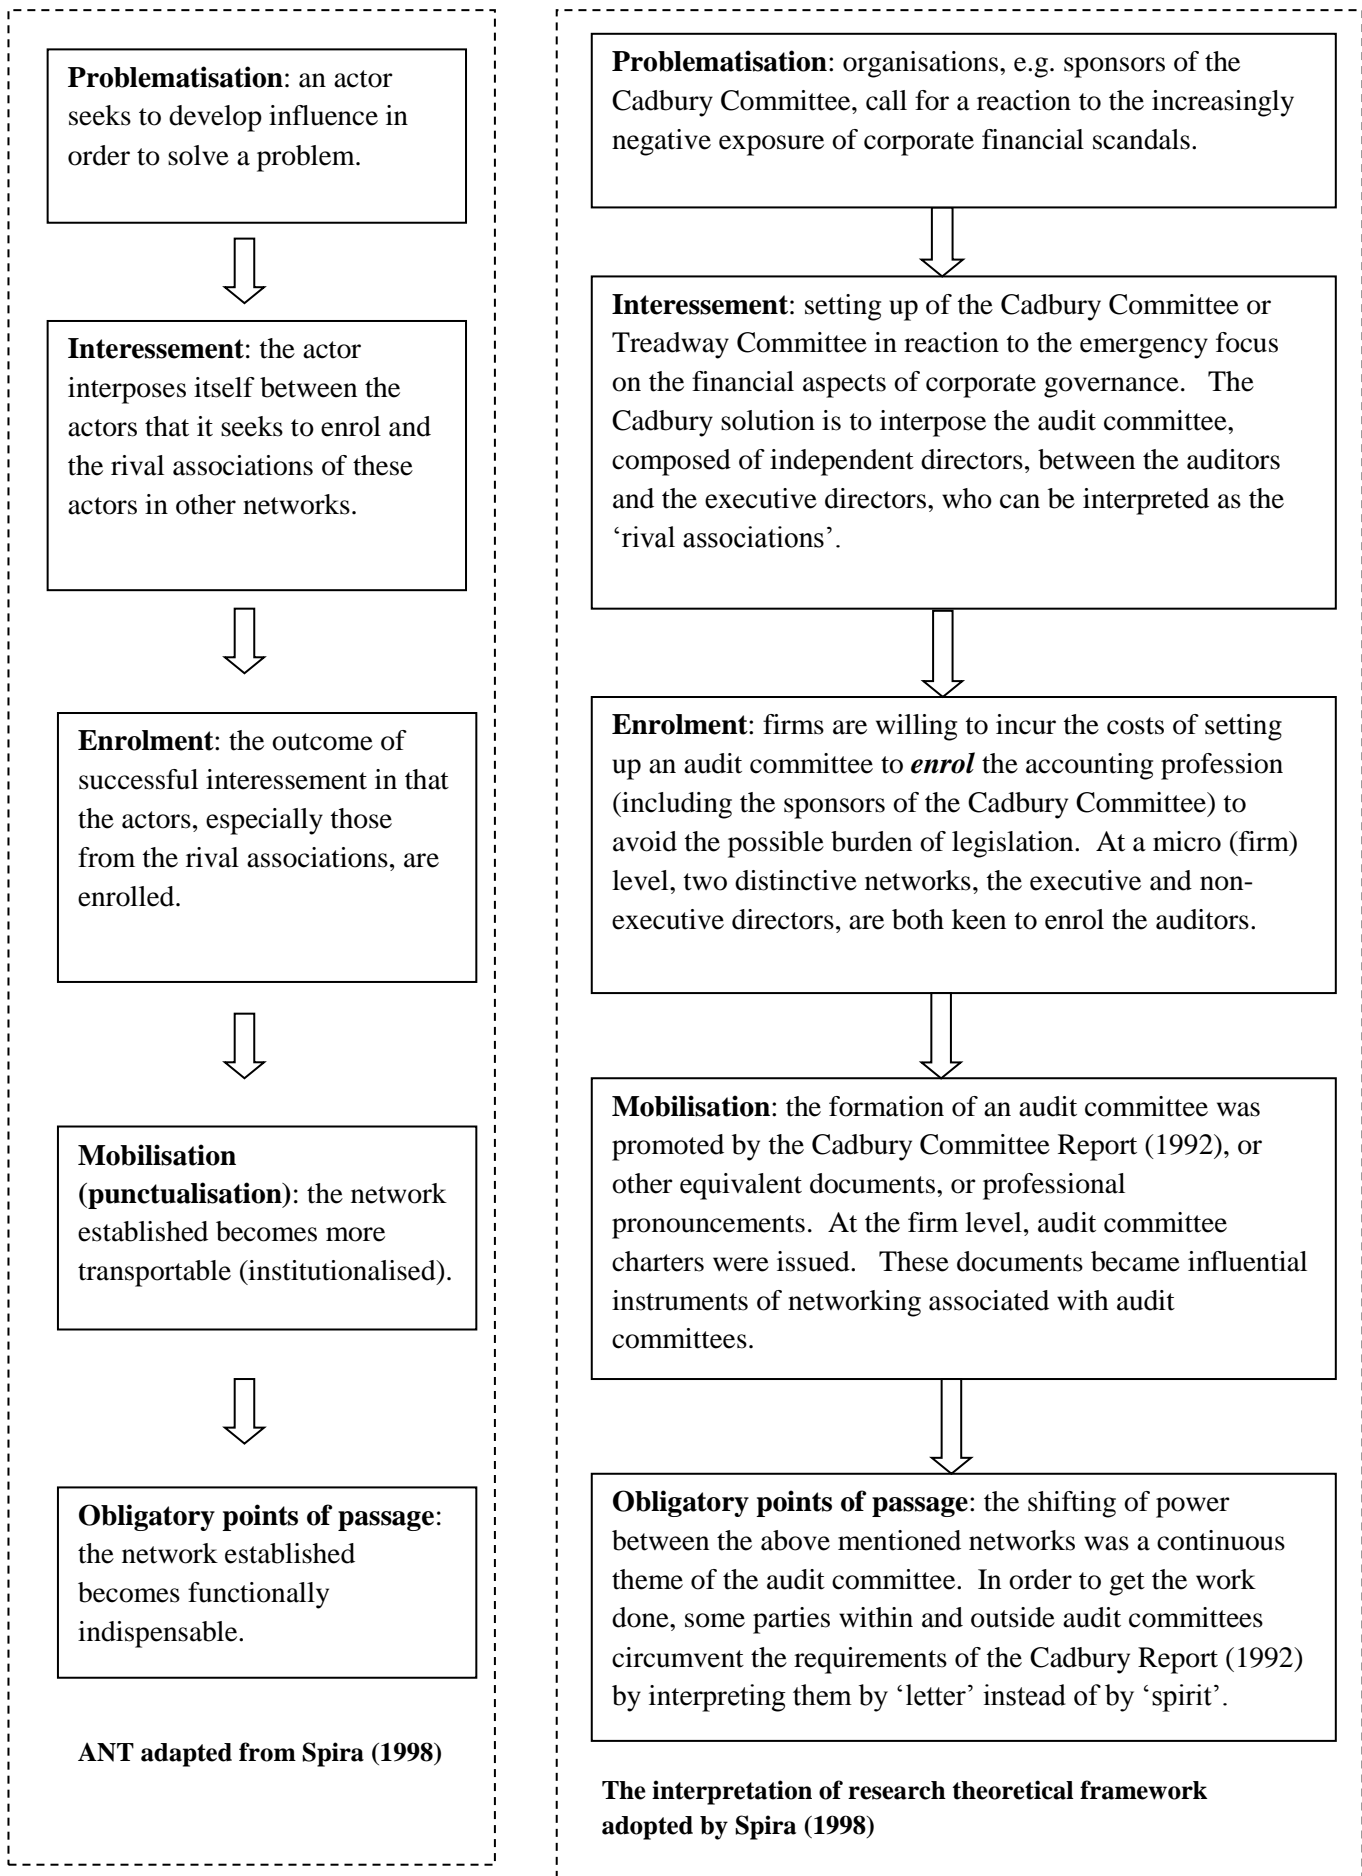 Problematisation: an actor
seeks to develop influence in
order to solve a problem.
Interessement: the actor
interposes itself between the
actors that it seeks to enrol and
the rival associations of these
actors in other networks.
Enrolment: the outcome of
successful interessement in that
the actors, especially those
from the rival associations, are
enrolled.
Mobilisation
(punctualisation): the network
established becomes more
transportable (institutionalised).
Obligatory points of passage:
the network established
becomes functionally
indispensable.
ANT adapted from Spira (1998)
Problematisation: organisations, e.g. sponsors of the
Cadbury Committee, call for a reaction to the increasingly
negative exposure of corporate financial scandals.
Interessement: setting up of the Cadbury Committee or
Treadway Committee in reaction to the emergency focus
on the financial aspects of corporate governance. The
Cadbury solution is to interpose the audit committee,
composed of independent directors, between the auditors
and the executive directors, who can be interpreted as the
‘rival associations’.
Enrolment: firms are willing to incur the costs of setting
up an audit committee to enrol the accounting profession
(including the sponsors of the Cadbury Committee) to
avoid the possible burden of legislation. At a micro (firm)
level, two distinctive networks, the executive and non-
executive directors, are both keen to enrol the auditors.
Mobilisation: the formation of an audit committee was
promoted by the Cadbury Committee Report (1992), or
other equivalent documents, or professional
pronouncements. At the firm level, audit committee
charters were issued. These documents became influential
instruments of networking associated with audit
committees.
Obligatory points of passage: the shifting of power
between the above mentioned networks was a continuous
theme of the audit committee. In order to get the work
done, some parties within and outside audit committees
circumvent the requirements of the Cadbury Report (1992)
by interpreting them by ‘letter’ instead of by ‘spirit’.
The interpretation of research theoretical framework
adopted by Spira (1998)